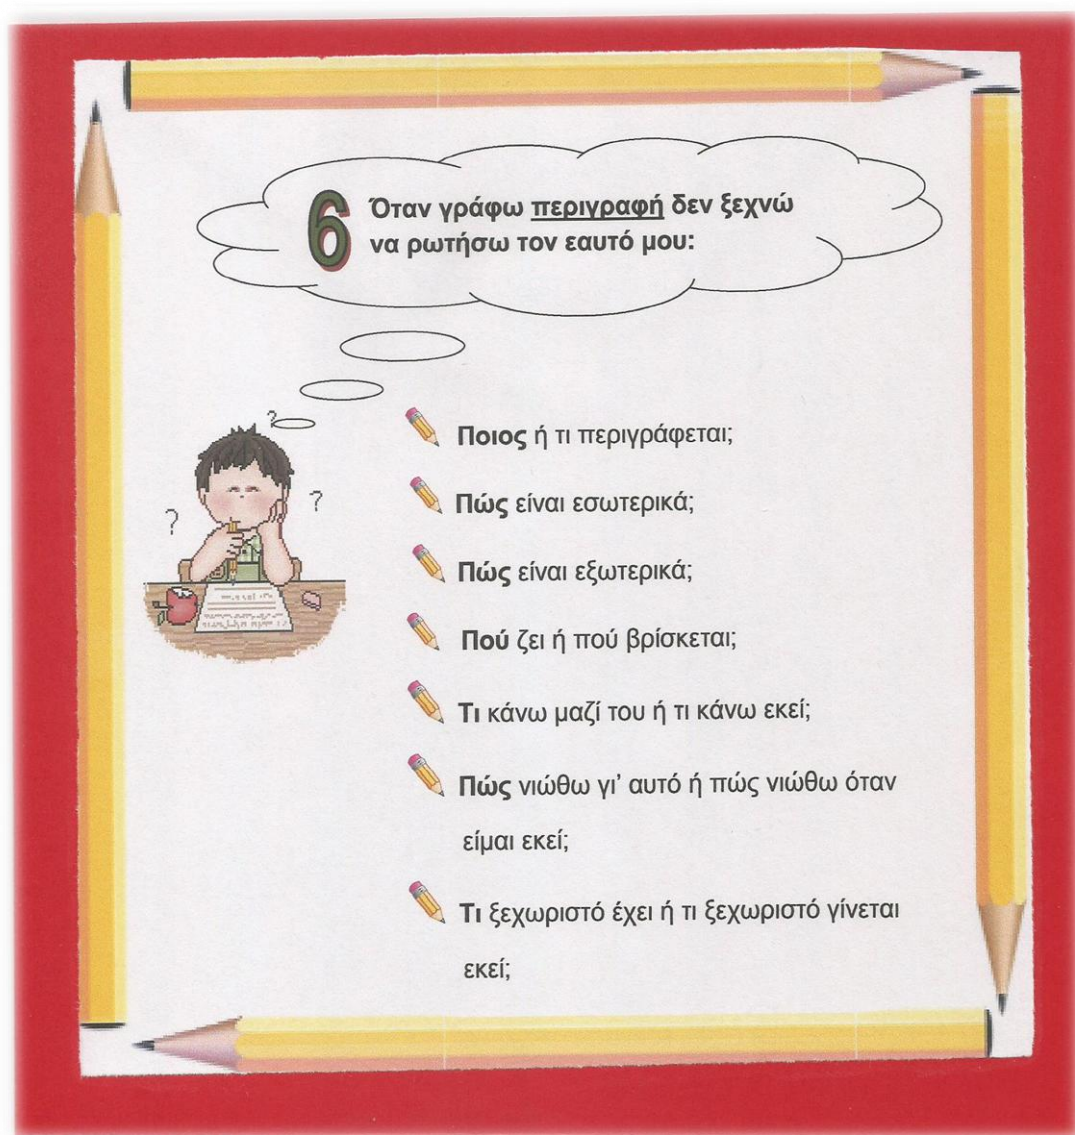 6 Όταν γράφω περιγραφή δεν ξεχνώ
να ρωτήσω τον εαυτό μου:
?
? ?
Ποιος ή τι περιγράφεται;
Πώς είναι εσωτερικά;
Πώς είναι εξωτερικά;
Πού ζει ή πού βρίσκεται;
Τι κάνω μαζί του ή τι κάνω εκεί;
Πώς νιώθω γι' αυτό ή πώς νιώθω όταν
είμαι εκεί;
Τι ξεχωριστό έχει ή τι ξεχωριστό γίνεται
εκεί;